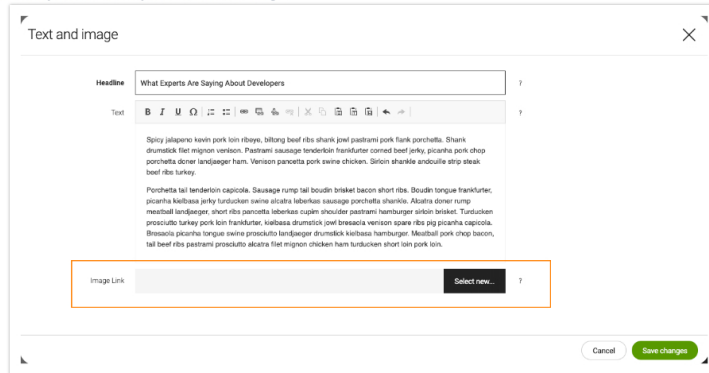 Text and image
Headline
What Experts Are Saying About Developers
?
Text
B I U Ω
?
Spicy jalapeno kevin pork loin ribeye, biltong beef ribs shank jowl pastrami pork flank porchetta. Shank
drumstick filet mignon venison. Pastrami sausage tenderloin frankfurter corned beef jerky, picanha pork chop
porchetta doner landjaeger ham. Venison pancetta pork swine chicken. Sirloin shankle andouille strip steak
beef ribs turkey.
Porchetta tail tenderloin capicola. Sausage rump tail boudin brisket bacon short ribs. Boudin tongue frankfurter,
picanha kielbasa jerky turducken swine alcatra leberkas sausage porchetta shankle. Alcatra doner rump
meatball landjaeger, short ribs pancetta leberkas cupim shoulder pastrami hamburger sirloin brisket. Turducken
prosciutto turkey pork loin frankfurter, kielbasa drumstick jowl bresaola venison spare ribs pig picanha capicola.
Bresaola picanha tongue swine prosciutto landjaeger drumstick kielbasa hamburger. Meatball pork chop bacon,
tail beef ribs pastrami prosciutto alcatra filet mignon chicken ham turducken short loin pork loin.
Image Link
Select new...
?
Cancel
Save changes